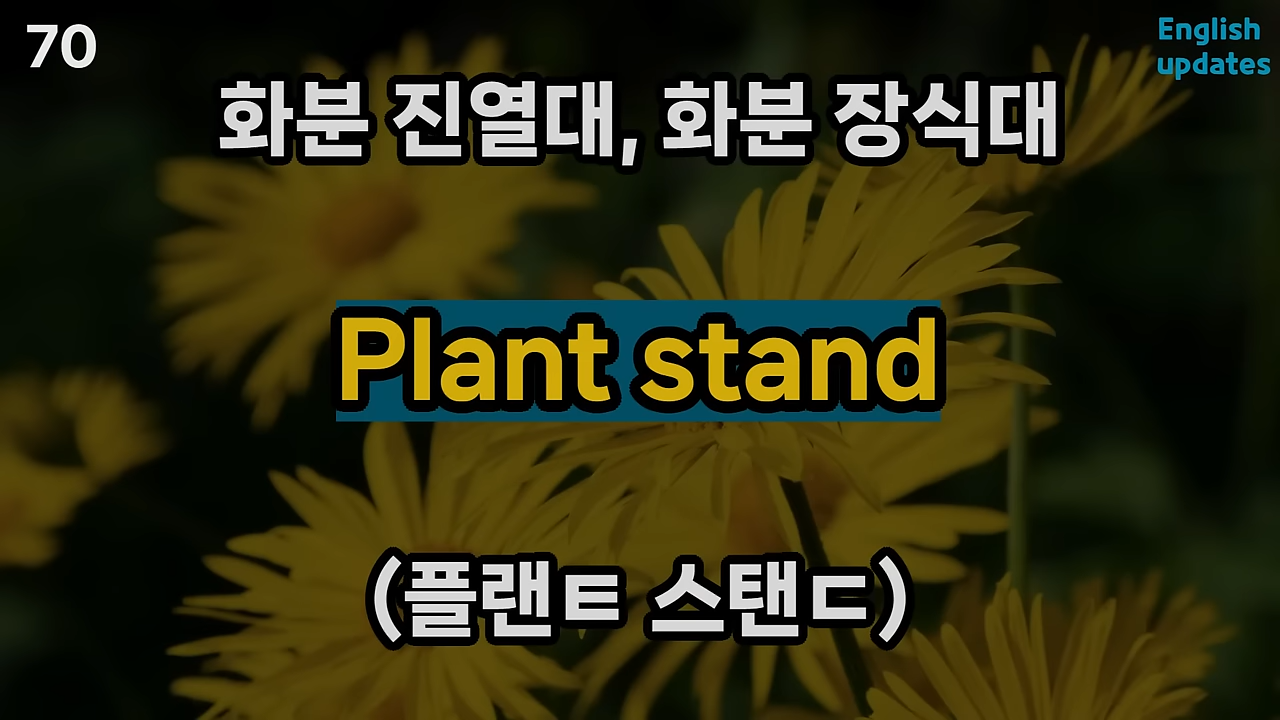 70
English
updates
화분 진열대, 화분 장식대
Plant stand
(플랜ㅌ 스탠ㄷ)